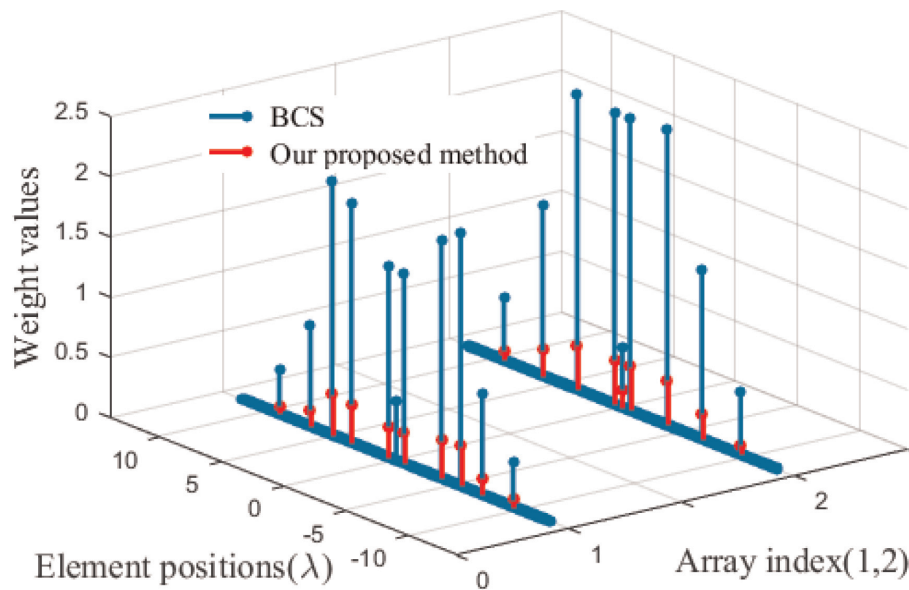 2.5
2
1.5
1
0.5
0
Weight values
BCS
Our proposed method
10
5
0
-5
-10
Element positions(λ)
0
1
2
Array index(1,2)